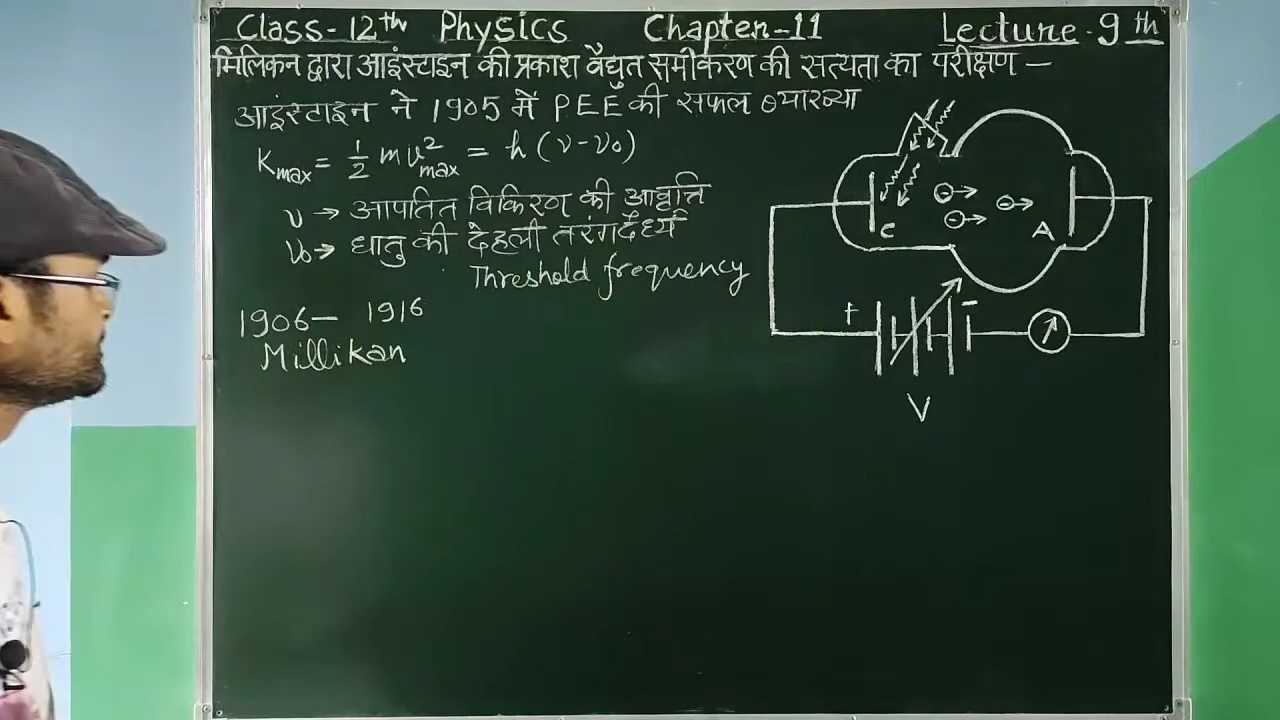 Class-12th Physics Chapter-11 Lecture-9th
मिलिकन द्वारा आइंस्टाइन की प्रकाश वैद्युत समीकरण की सत्यता का परीक्षण —
आइंस्टाइन ने 1905 में PEE की सफल व्याख्या
Kmax = 1/2 mv²max = h(ν-ν₀)
ν → आपतित विकिरण की आवृत्ति
ν₀ → धातु की देहली तरंगदैर्ध्य
Threshold frequency
1906 — 1916
Millikan
C A
+ -
V